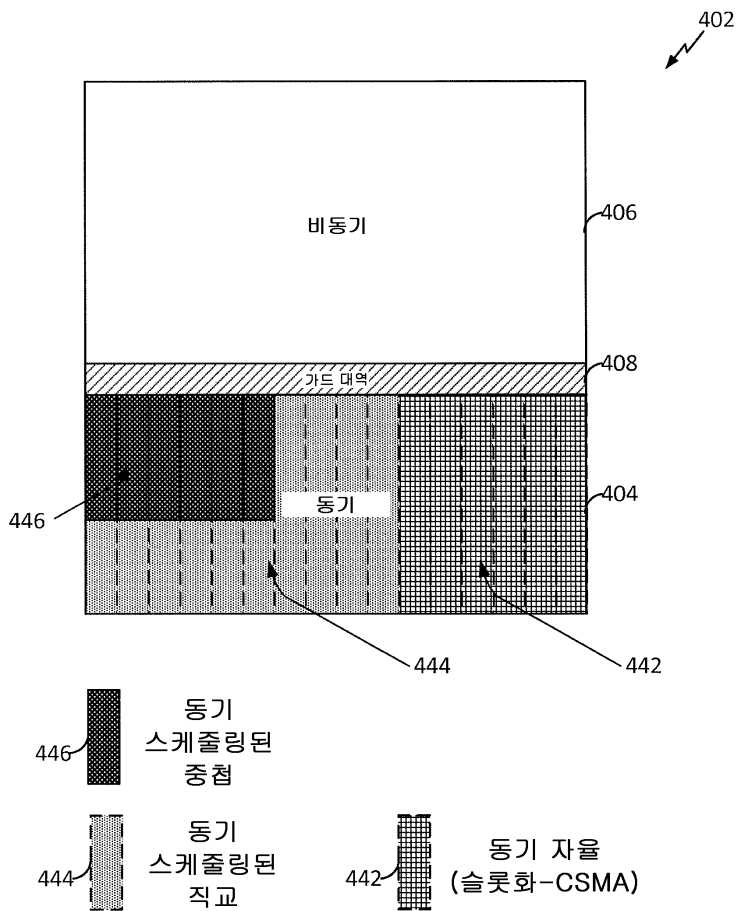 402
비동기
406
가드 대역
408
동기
404
446
444
442
446
동기
스케줄링된
중첩
444
동기
스케줄링된
직교
442
동기 자율
(슬롯화-CSMA)